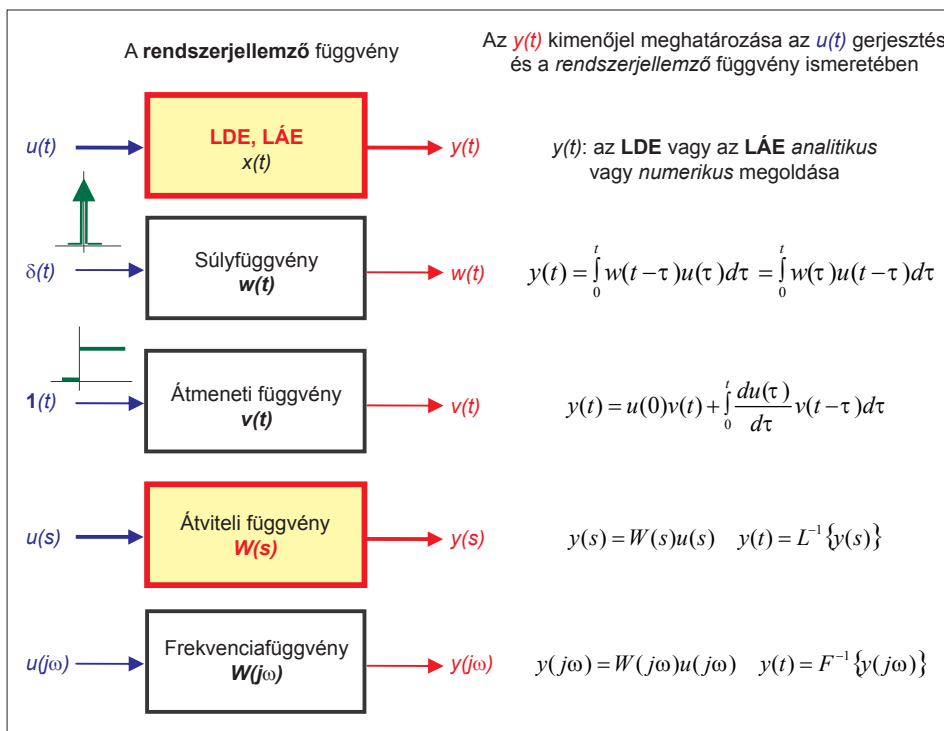 A rendszerjellemző függvény
Az y(t) kimenőjel meghatározása az u(t) gerjesztés
és a rendszerjellemző függvény ismeretében
u(t)
LDE, LÁE
x(t)
y(t)
y(t): az LDE vagy az LÁE analitikus
vagy numerikus megoldása
δ(t)
Súlyfüggvény
w(t)
w(t)
y(t) = ∫₀ᵗ w(t−τ)u(τ)dτ = ∫₀ᵗ w(τ)u(t−τ)dτ
1(t)
Átmeneti függvény
v(t)
v(t)
y(t) = u(0)v(t) + ∫₀ᵗ du(τ)/dτ v(t−τ)dτ
u(s)
Átviteli függvény
W(s)
y(s)
y(s) = W(s)u(s) y(t) = L⁻¹{y(s)}
u(jω)
Frekvenciafüggvény
W(jω)
y(jω)
y(jω) = W(jω)u(jω) y(t) = F⁻¹{y(jω)}